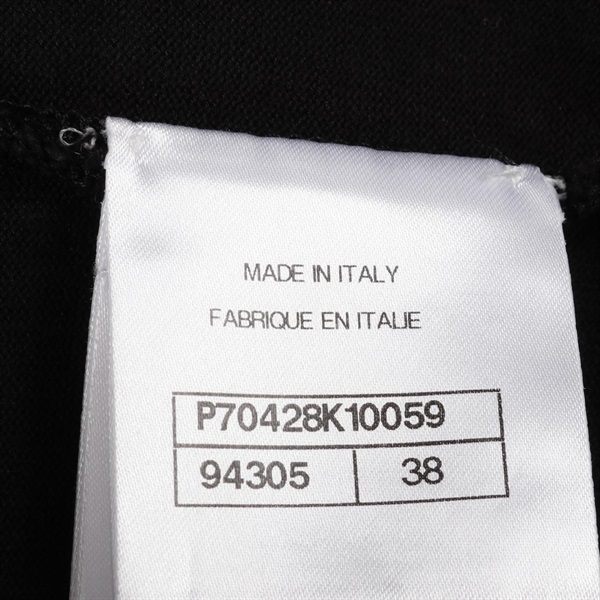 MADE IN ITALY
FABRIQUE EN ITALIE
P70428K10059
94305 38